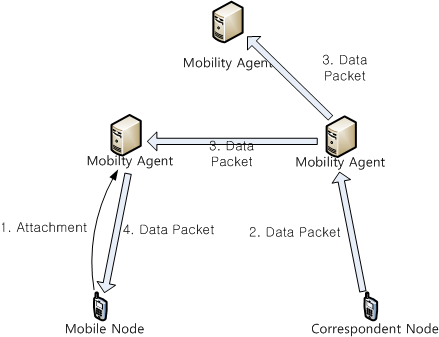 Mobility Agent
3. Data
Packet
Mobilty Agent
3. Data
Packet
Mobility Agent
1. Attachment
4. Data Packet
2. Data Packet
Mobile Node
Correspondent Node